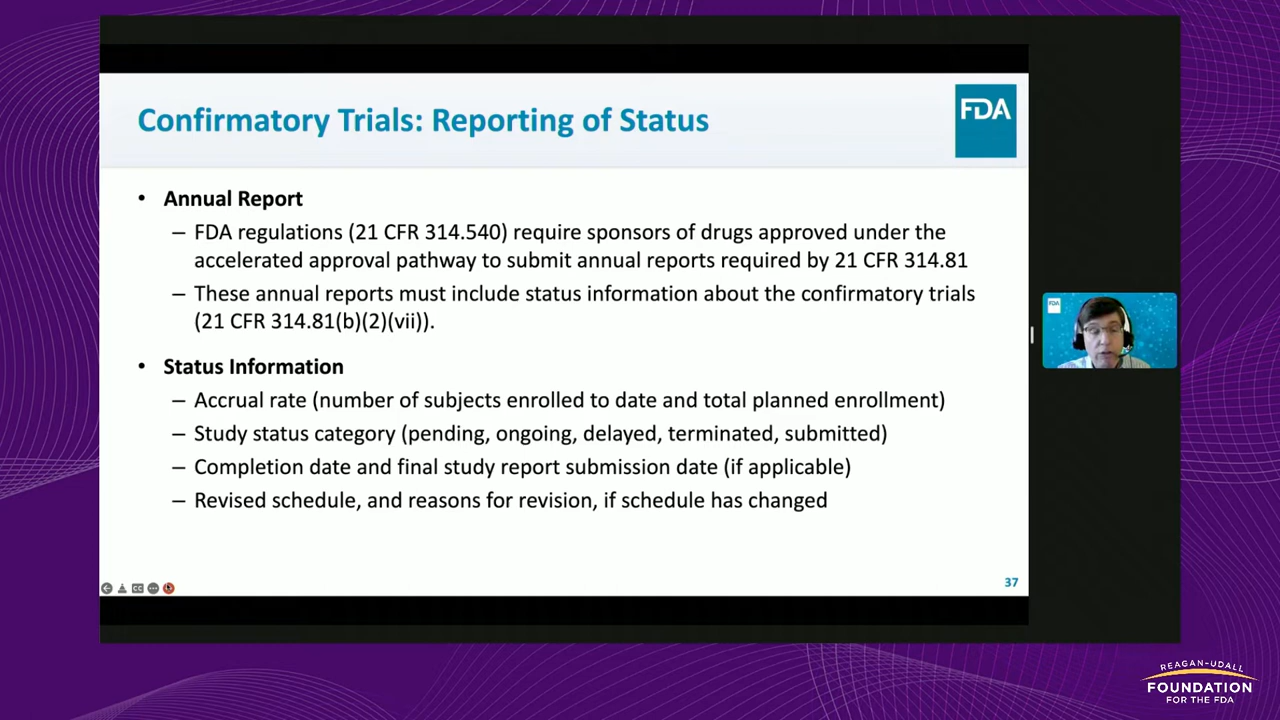 Confirmatory Trials: Reporting of Status
FDA
• Annual Report
– FDA regulations (21 CFR 314.540) require sponsors of drugs approved under the
accelerated approval pathway to submit annual reports required by 21 CFR 314.81
– These annual reports must include status information about the confirmatory trials
(21 CFR 314.81(b)(2)(vii)).
• Status Information
– Accrual rate (number of subjects enrolled to date and total planned enrollment)
– Study status category (pending, ongoing, delayed, terminated, submitted)
– Completion date and final study report submission date (if applicable)
– Revised schedule, and reasons for revision, if schedule has changed
FDA
CC
37
REAGAN-UDALL
FOUNDATION
FOR THE FDA